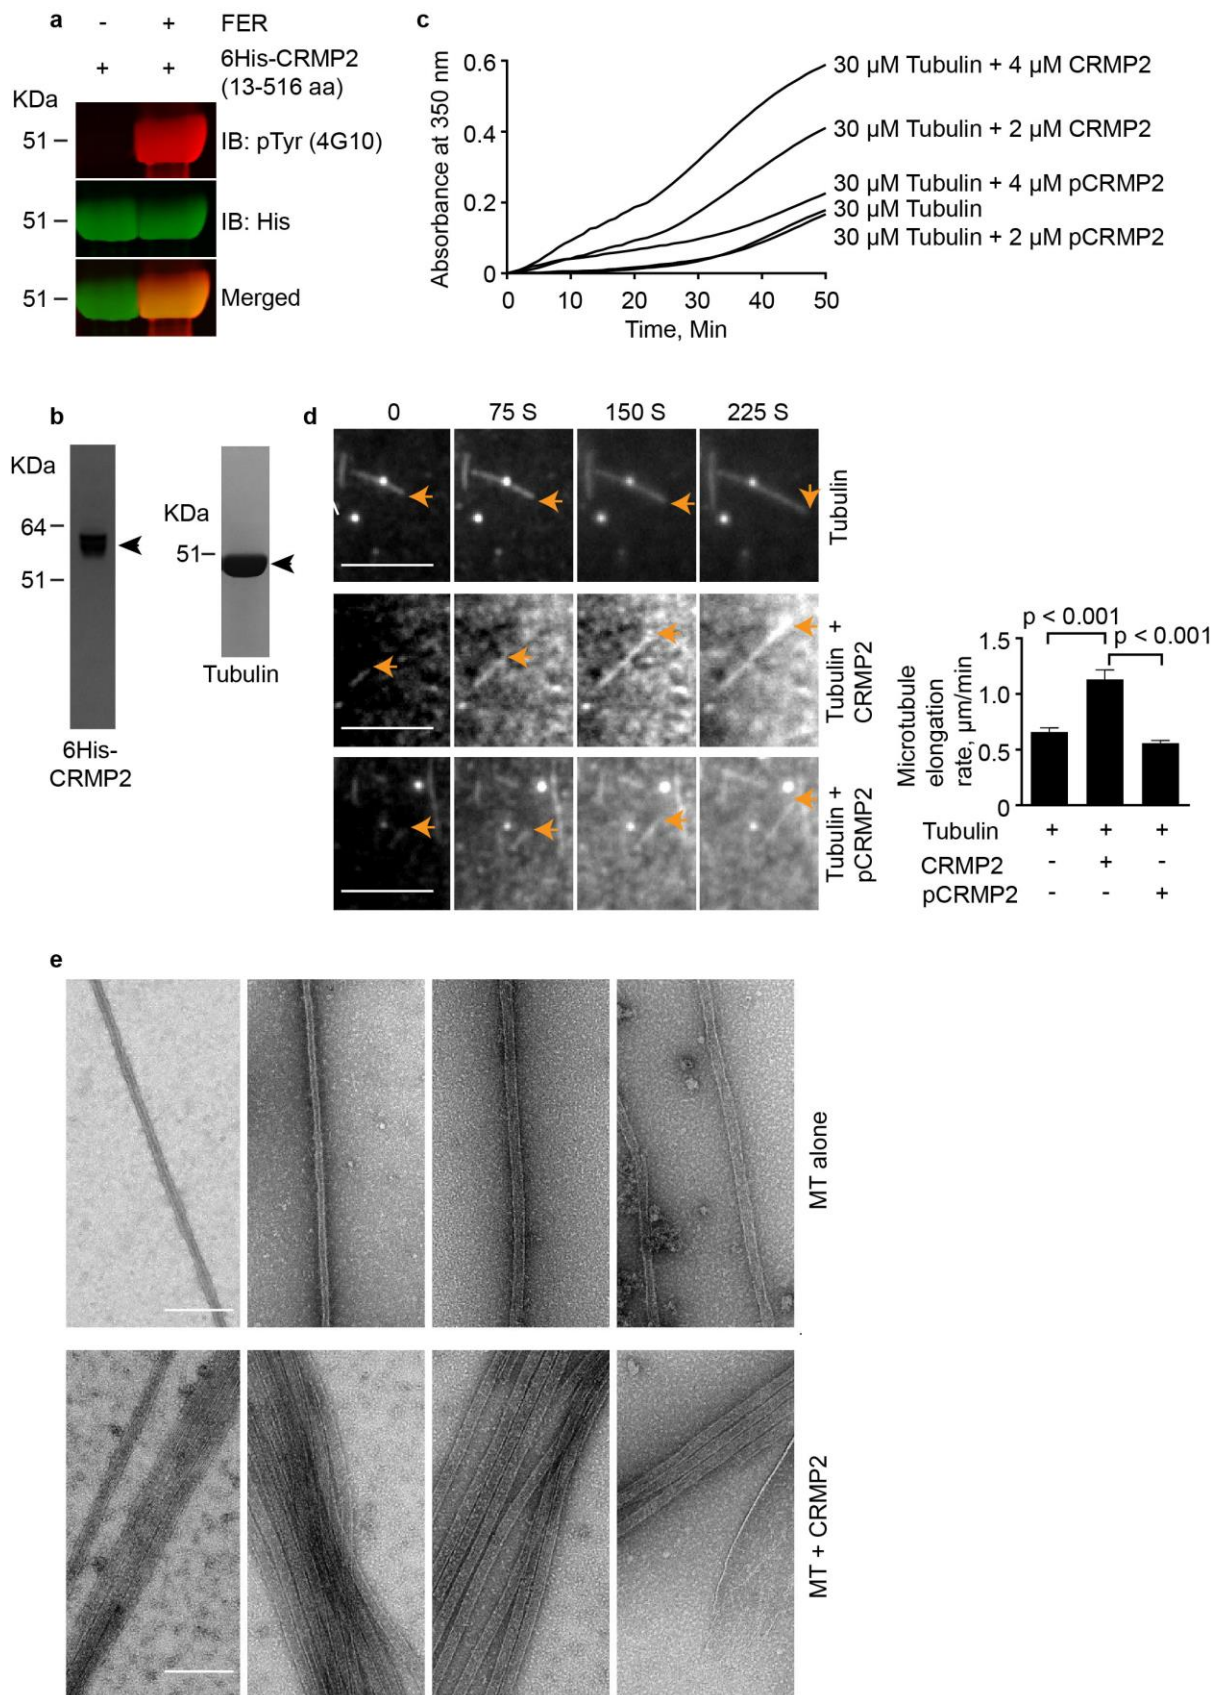 a
- + FER
+ + 6His-CRMP2
(13-516 aa)
KDa
51 IB: pTyr (4G10)
51 IB: His
51 Merged
c
Absorbance at 350 nm
0.6
0.4
0.2
0
0 10 20 30 40 50
Time, Min
30 µM Tubulin + 4 µM CRMP2
30 µM Tubulin + 2 µM CRMP2
30 µM Tubulin + 4 µM pCRMP2
30 µM Tubulin
30 µM Tubulin + 2 µM pCRMP2
b
KDa
64
51
6His-
CRMP2
KDa
51
Tubulin
d
0 75 S 150 S 225 S
Tubulin
Tubulin +
CRMP2
Tubulin +
pCRMP2
Microtubule
elongation
rate, µm/min
p < 0.001
p < 0.001
1.5
1.0
0.5
0
Tubulin + + +
CRMP2 - + -
pCRMP2 - - +
e
MT alone
MT + CRMP2